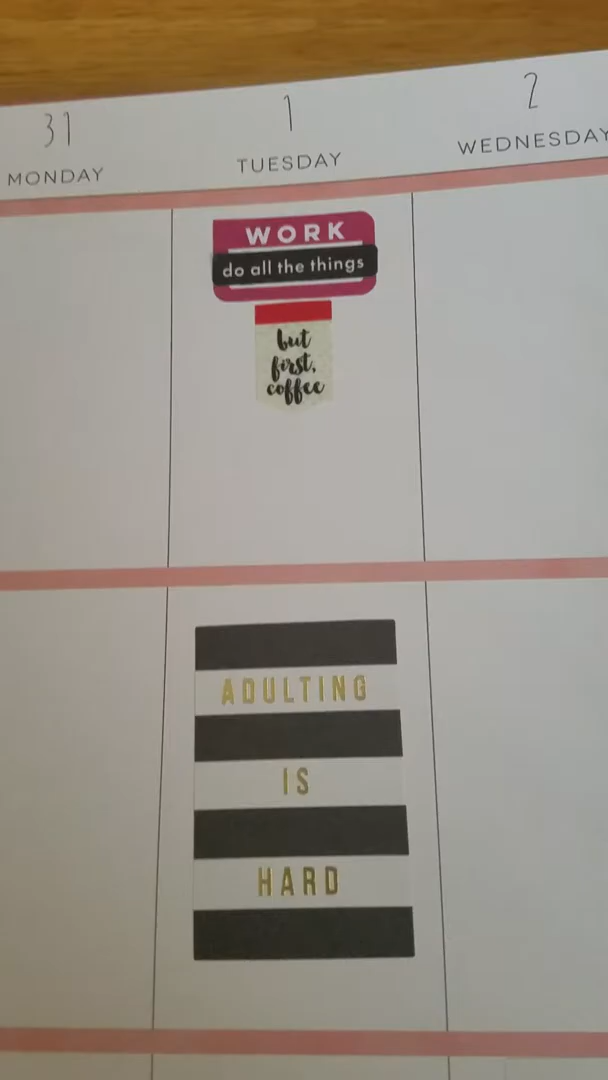 31
1
2
MONDAY
TUESDAY
WEDNESDAY
WORK
do all the things
but
first,
coffee
ADULTING
IS
HARD